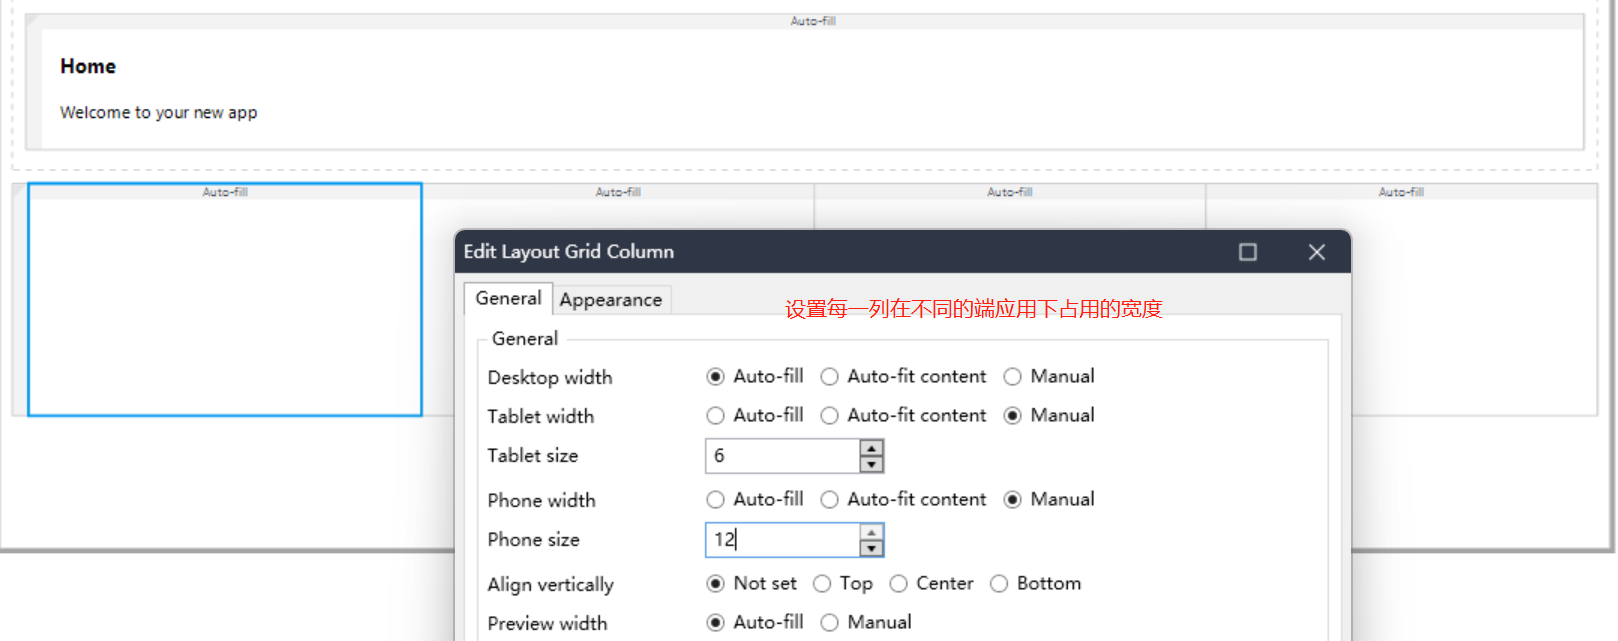 Auto-fill
Home
Welcome to your new app
Auto-fill Auto-fill Auto-fill Auto-fill
Edit Layout Grid Column
General Appearance
设置每一列在不同的端应用下占用的宽度
General
Desktop width Auto-fill Auto-fit content Manual
Tablet width Auto-fill Auto-fit content Manual
Tablet size 6
Phone width Auto-fill Auto-fit content Manual
Phone size 12
Align vertically Not set Top Center Bottom
Preview width Auto-fill Manual